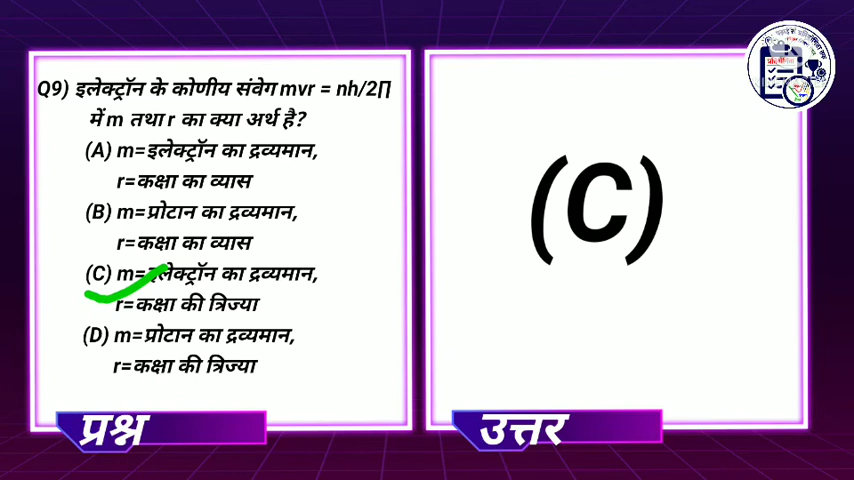 Q9) इलेक्ट्रॉन के कोणीय संवेग mvr = nh/2∏
में m तथा r का क्या अर्थ है?
(A) m=इलेक्ट्रॉन का द्रव्यमान,
r=कक्षा का व्यास
(B) m=प्रोटान का द्रव्यमान,
r=कक्षा का व्यास
(C) m=इलेक्ट्रॉन का द्रव्यमान,
r=कक्षा की त्रिज्या
(D) m=प्रोटान का द्रव्यमान,
r=कक्षा की त्रिज्या
प्रश्न
(C)
उत्तर